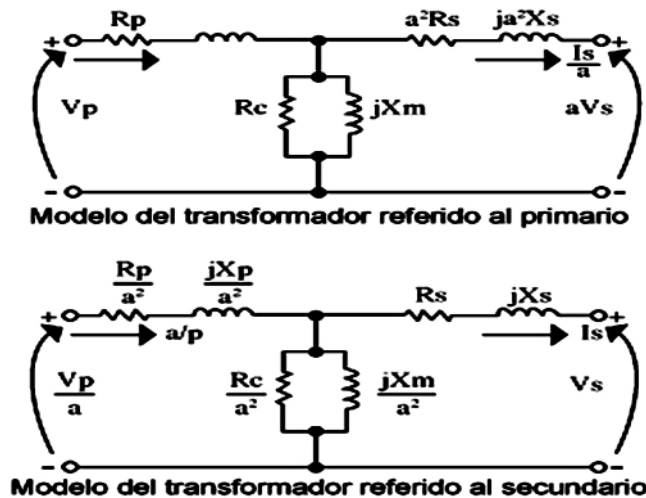 Rp a²Rs ja²Xs
+ +
Is/a
Vp Rc jXm aVs
- -
Modelo del transformador referido al primario
Rp/a² jXp/a² Rs jXs
+ +
a/p Is
Vp/a Rc/a² jXm/a² Vs
- -
Modelo del transformador referido al secundario